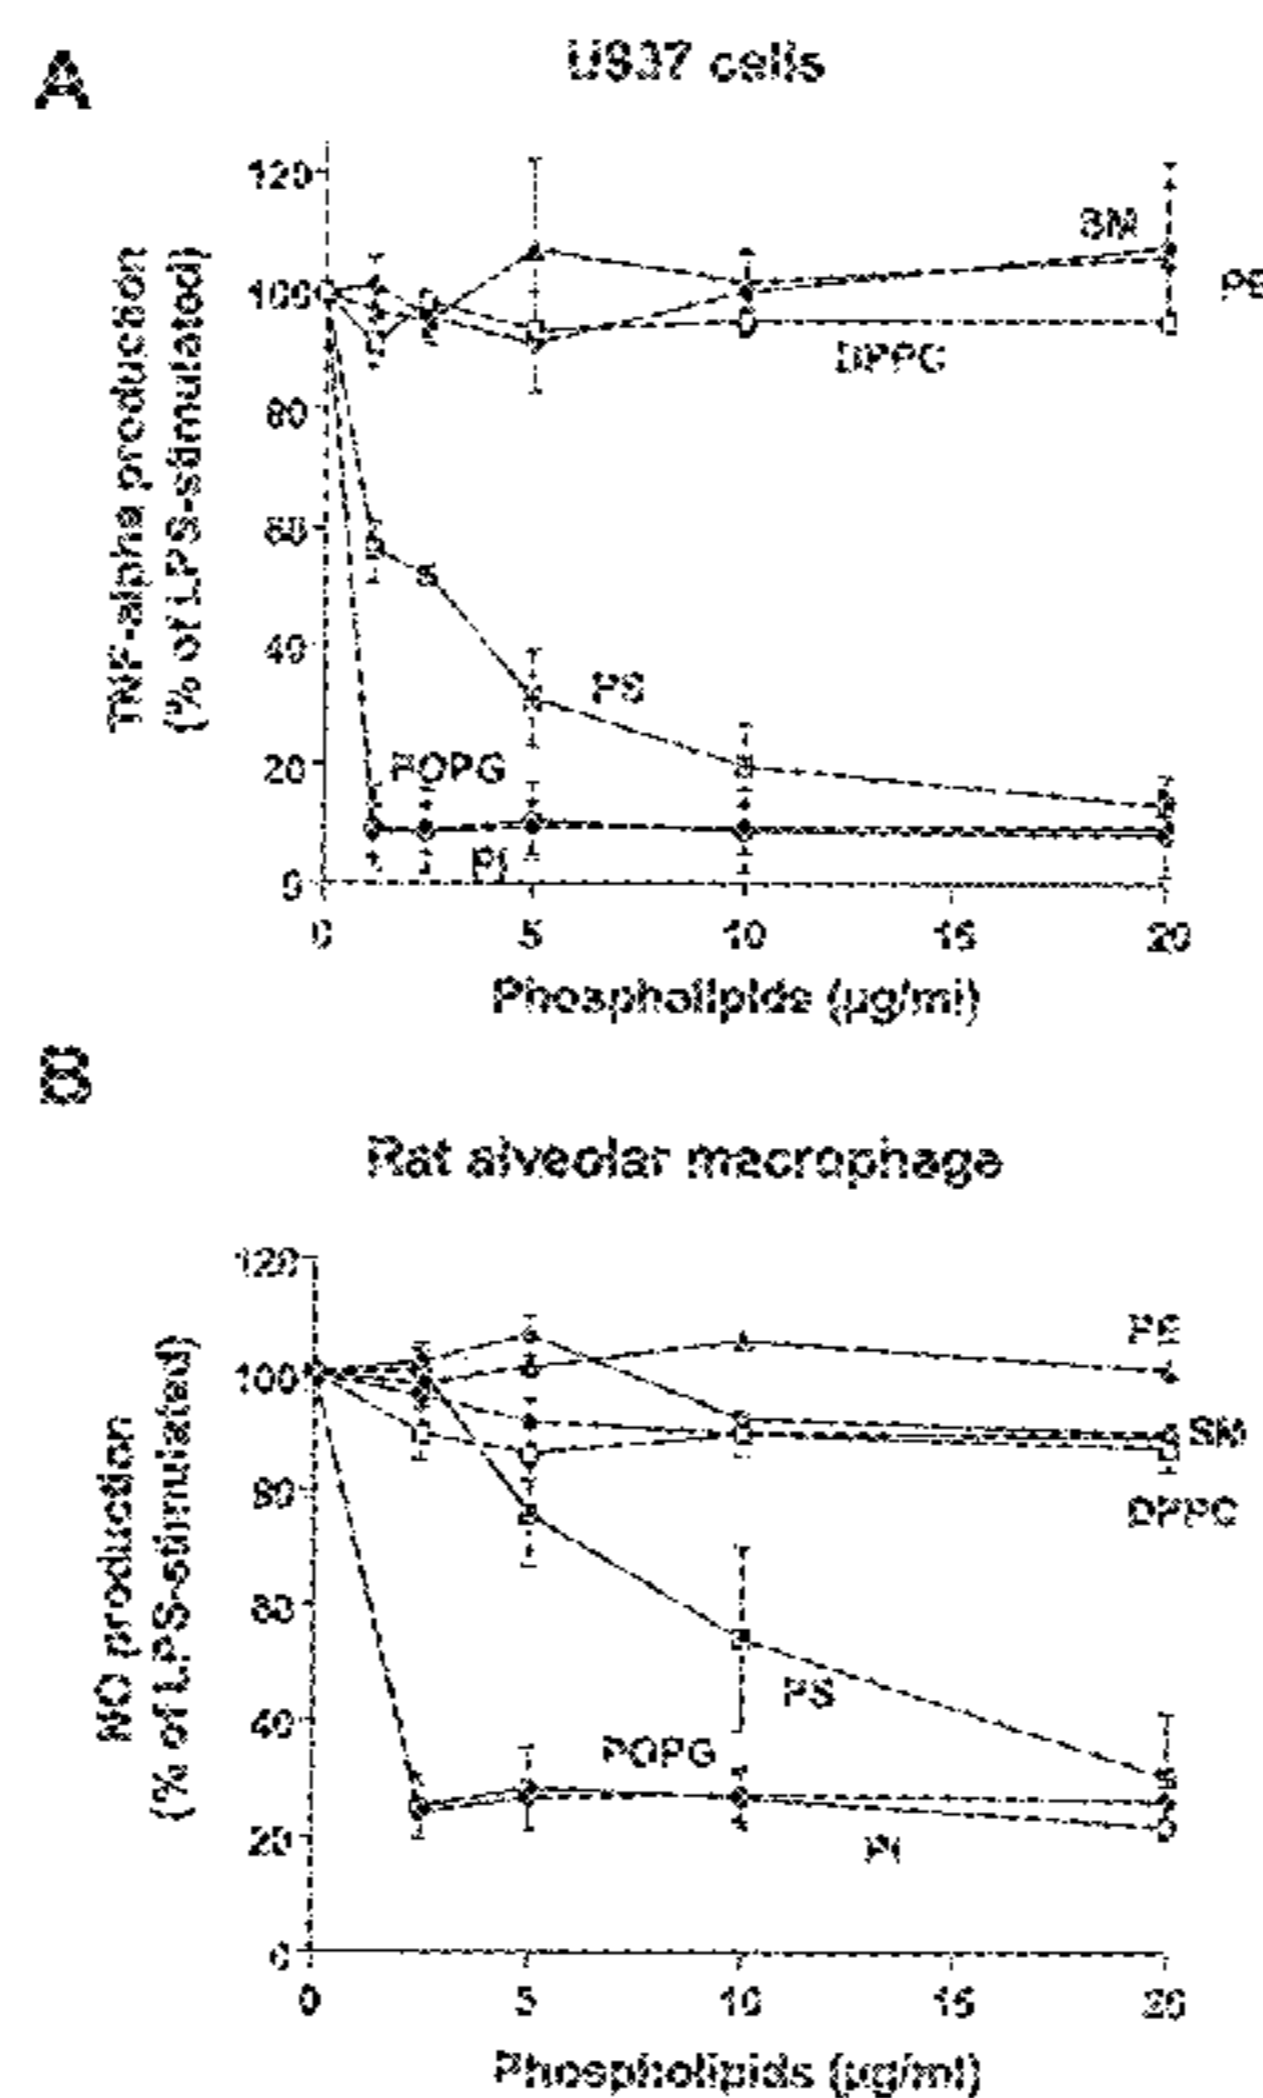 A
U937 cells
TNF-alpha production
(% of LPS-stimulated)
120
100
80
60
40
20
0
SM
PE
DPPG
PS
POPG
PI
0 5 10 15 20
Phospholipids (µg/ml)
B
Rat alveolar macrophage
NO production
(% of LPS-stimulated)
120
100
80
60
40
20
0
PE
SM
PS
POPG
PI
0 5 10 15 20
Phospholipids (µg/ml)